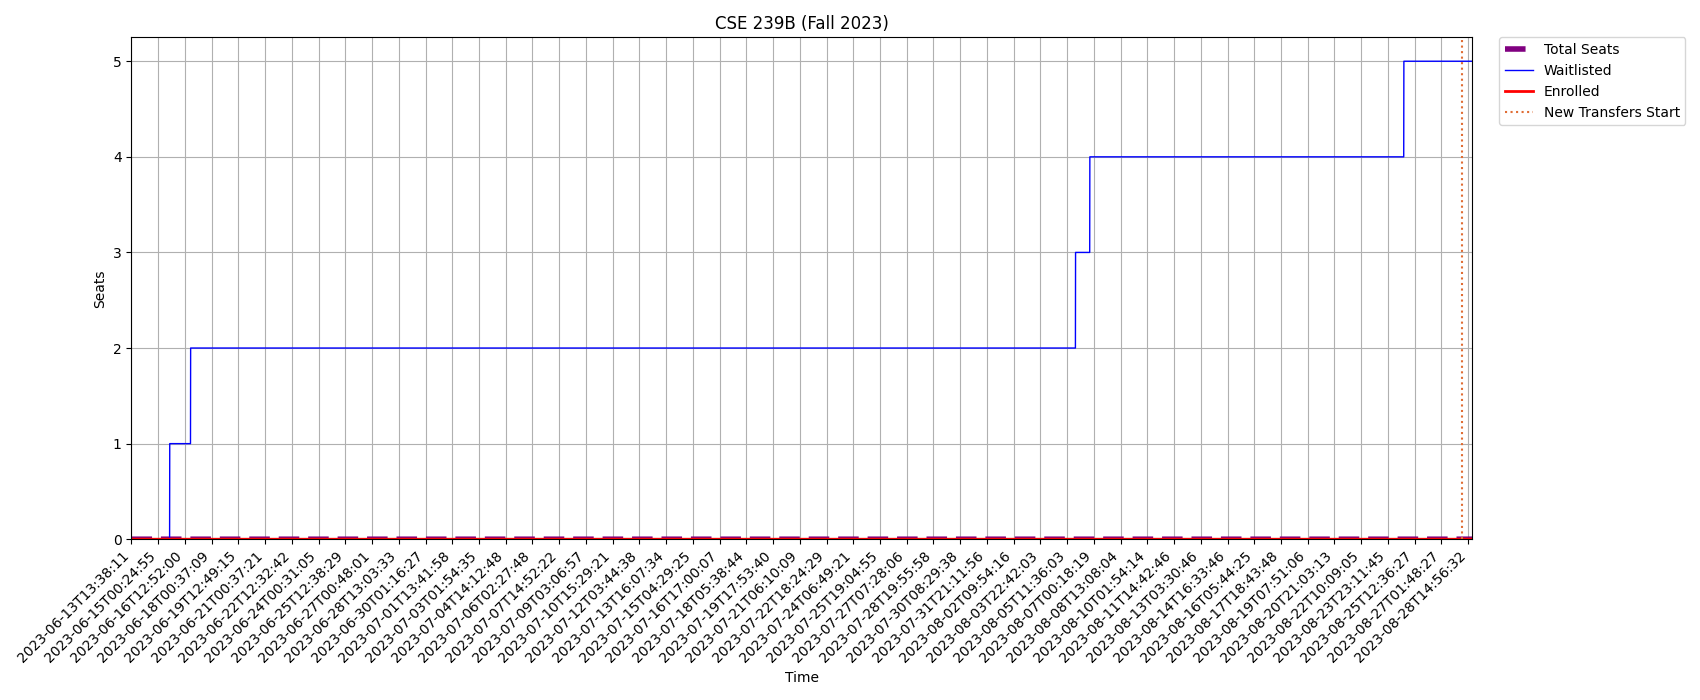 CSE 239B (Fall 2023)
Total Seats
Waitlisted
Enrolled
New Transfers Start
Seats
5
4
3
2
1
0
2023-06-13T13:38:11
2023-06-15T00:24:55
2023-06-16T12:52:00
2023-06-18T00:37:09
2023-06-19T12:49:15
2023-06-21T00:37:21
2023-06-22T12:32:42
2023-06-24T00:31:05
2023-06-25T12:38:29
2023-06-27T00:48:01
2023-06-28T13:03:33
2023-06-30T01:16:27
2023-07-01T13:41:58
2023-07-03T01:54:35
2023-07-04T14:12:48
2023-07-06T02:27:48
2023-07-07T14:52:22
2023-07-09T03:06:57
2023-07-10T15:29:21
2023-07-12T03:44:38
2023-07-13T16:07:34
2023-07-15T04:29:25
2023-07-16T17:00:07
2023-07-18T05:38:44
2023-07-19T17:53:40
2023-07-21T06:10:09
2023-07-22T18:24:29
2023-07-24T06:49:21
2023-07-25T19:04:55
2023-07-27T07:28:06
2023-07-28T19:55:58
2023-07-30T08:29:38
2023-07-31T21:11:56
2023-08-02T09:54:16
2023-08-03T22:42:03
2023-08-05T11:36:03
2023-08-07T00:18:19
2023-08-08T13:08:04
2023-08-10T01:54:14
2023-08-11T14:42:46
2023-08-13T03:30:46
2023-08-14T16:33:46
2023-08-16T05:44:25
2023-08-17T18:43:48
2023-08-19T07:51:06
2023-08-20T21:03:13
2023-08-22T10:09:05
2023-08-23T23:11:45
2023-08-25T12:36:27
2023-08-27T01:48:27
2023-08-28T14:56:32
Time